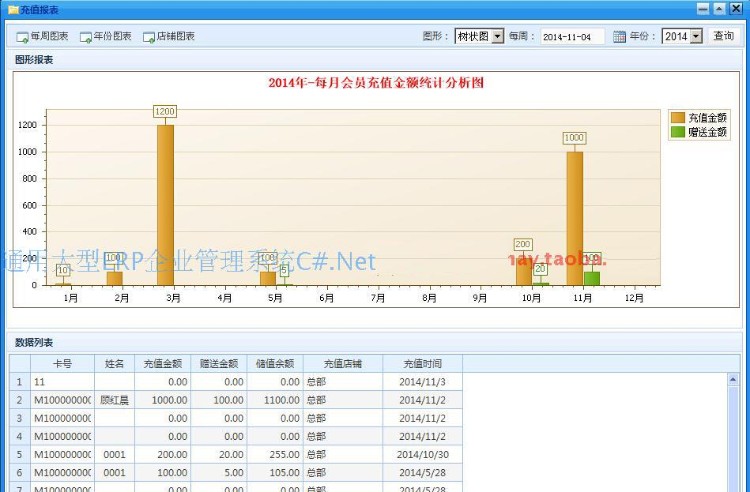 充值报表
每周图表 年份图表 店铺图表 图形： 树状图 每周： 2014-11-04 年份： 2014 查询
图形报表
2014年-每月会员充值金额统计分析图
充值金额
赠送金额
1200
1000
800
600
400
200
0
10 100 1200 100 5 200 20 1000 100
1月 2月 3月 4月 5月 6月 7月 8月 9月 10月 11月 12月
通用大型ERP企业管理系统C#.Net
nay.taoba.
数据列表
卡号 姓名 充值金额 赠送金额 储值余额 充值店铺 充值时间
1 11 0.00 0.00 0.00 总部 2014/11/3
2 M100000000 顾红晨 1000.00 100.00 1100.00 总部 2014/11/2
3 M100000000 0.00 0.00 0.00 总部 2014/11/2
4 M100000000 0.00 0.00 0.00 总部 2014/11/2
5 M100000000 0001 200.00 20.00 255.00 总部 2014/10/30
6 M100000000 0001 100.00 5.00 105.00 总部 2014/5/28
7 M100000000 0.00 0.00 0.00 总部 2014/5/28